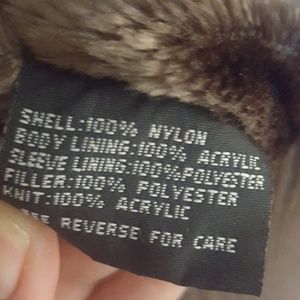 SHELL:100% NYLON
BODY LINING:100% ACRYLIC
SLEEVE LINING:100%POLYESTER
FILLER:100% POLYESTER
KNIT:100% ACRYLIC
SEE REVERSE FOR CARE